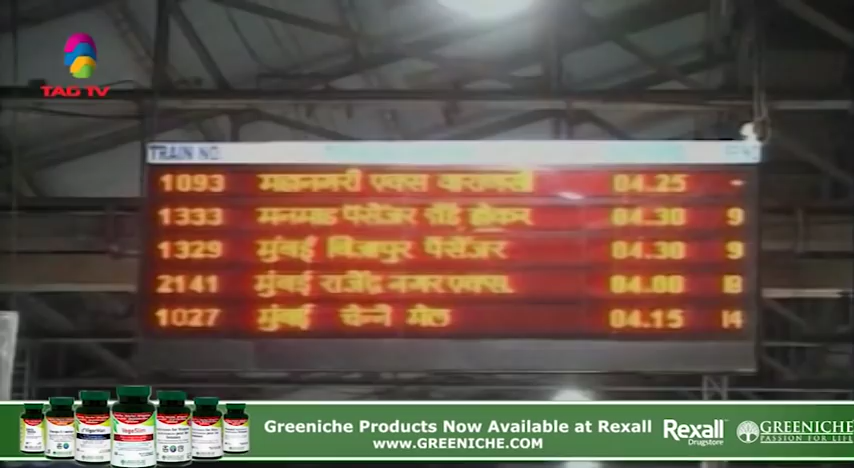 TAG TV
TRAIN NO.
1093 महानगरी एक्स वाराणसी 04.25 -
1333 मनमाड पैसेंजर दौंड होकर 04.30 9
1329 मुंबई बिजापुर पैसेंजर 04.30 9
2141 मुंबई राजेंद्र नगर एक्स. 04.00 13
1027 मुंबई चेन्नै मेल 04.15 14
Greeniche Products Now Available at Rexall
www.GREENICHE.COM
Rexall
Drugstore
GREENICHE
PASSION FOR LIFE